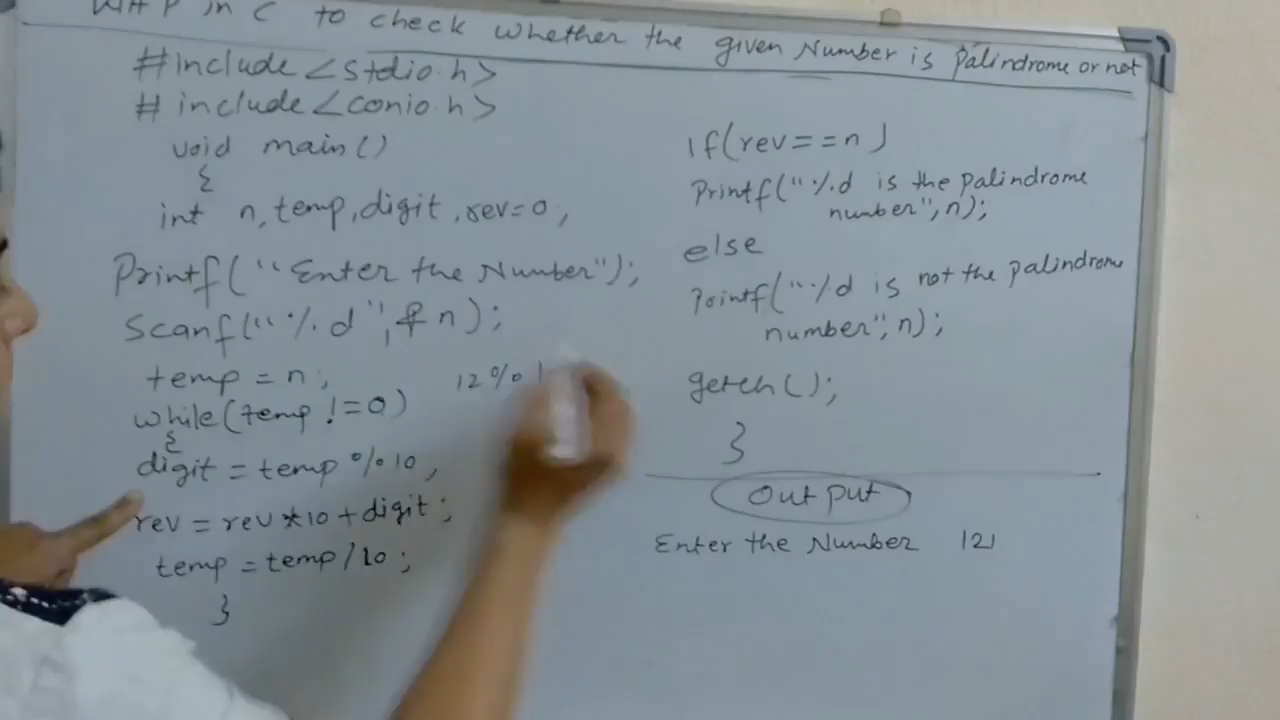 WAP in C to check whether the given Number is Palindrome or not
#include <stdio.h>
# include <conio.h>
void main()
{
int n, temp, digit, rev=0,
Printf("Enter the Number");
Scanf("%d", & n);
temp = n;
while(temp != 0)
{
digit = temp % 10,
rev = rev * 10 + digit;
temp = temp / 10;
}
12 %
if(rev == n)
Printf("%d is the palindrome
number", n);
else
Printf("%d is not the palindrome
number", n);
getch();
}
Output
Enter the Number 121